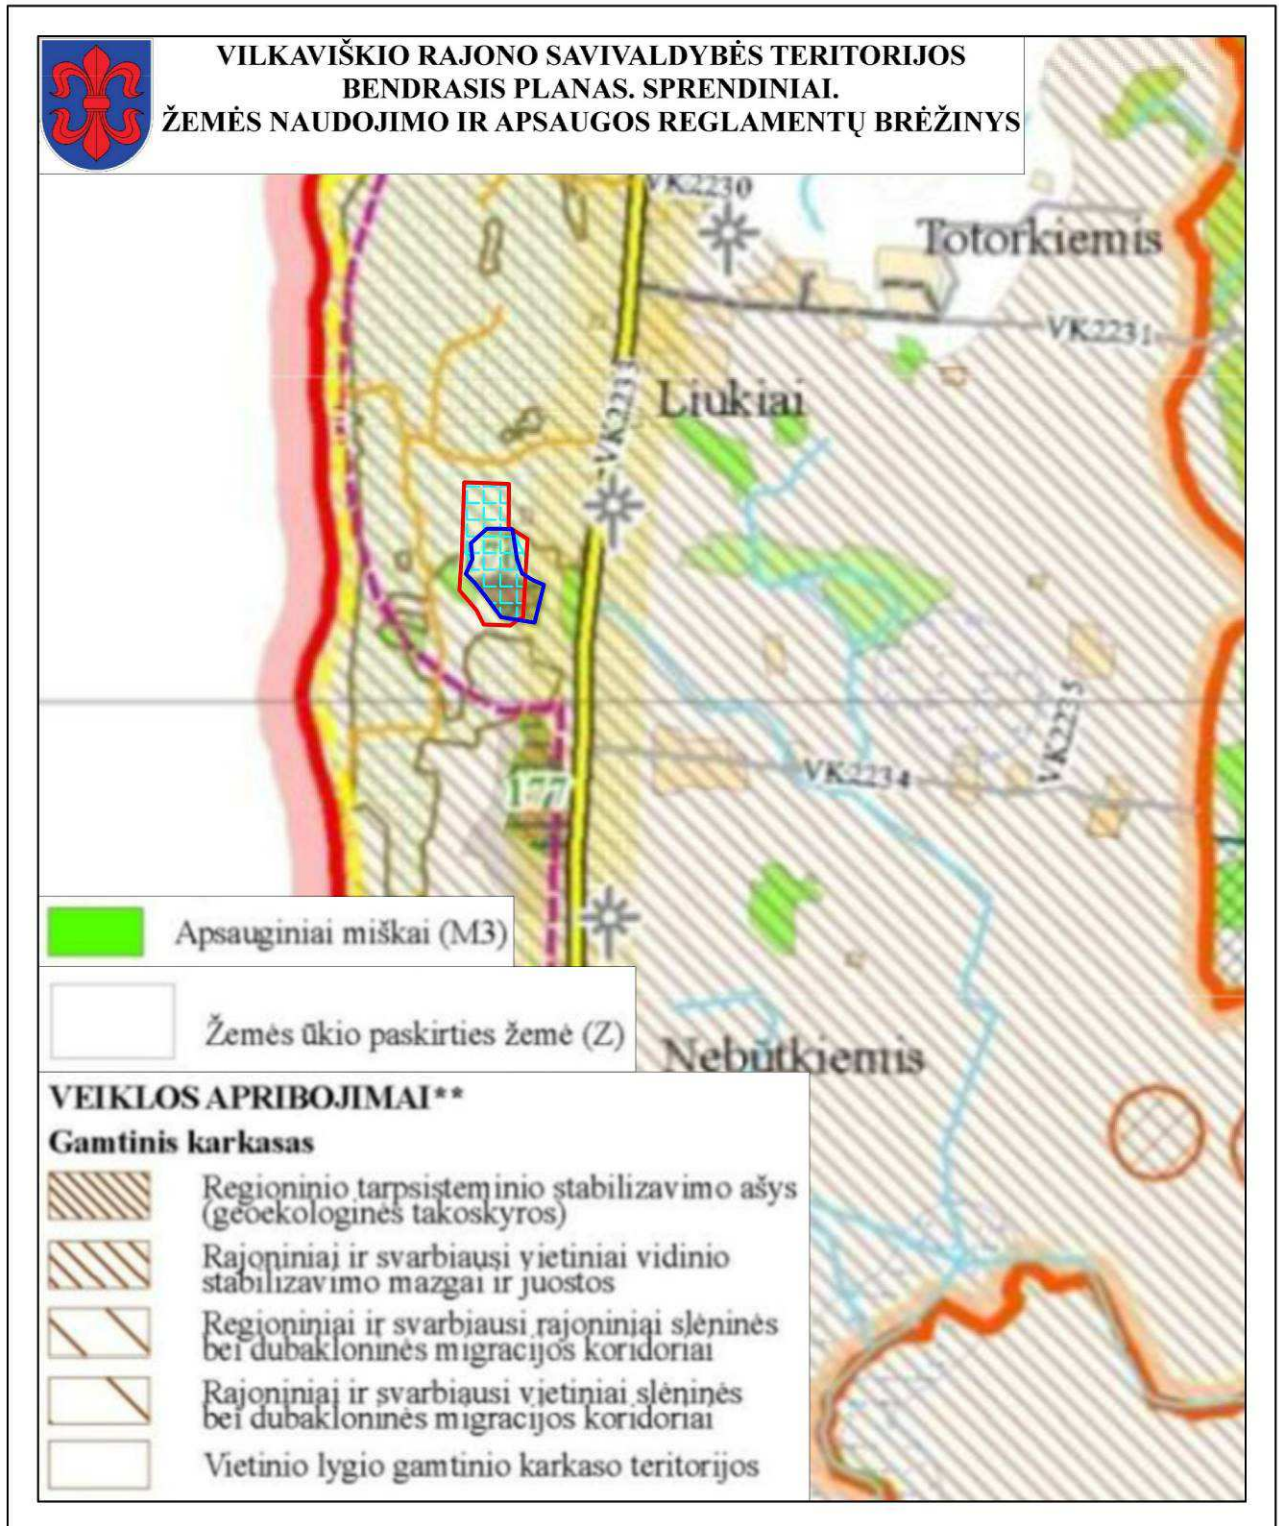 VILKAVIŠKIO RAJONO SAVIVALDYBĖS TERITORIJOS
BENDRASIS PLANAS. SPRENDINIAI.
ŽEMĖS NAUDOJIMO IR APSAUGOS REGLAMENTŲ BRĖŽINYS
VK2230
Totorkiemis
VK2231
VK2233
Liukiai
VK2235
VK2234
177
Apsauginiai miškai (M3)
Žemės ūkio paskirties žemė (Z)
Nebūtkiemis
VEIKLOS APRIBOJIMAI**
Gamtinis karkasas
Regioninio tarpsisteminio stabilizavimo ašys
(geoekologinės takoskyros)
Rajoniniai ir svarbiausi vietiniai vidinio
stabilizavimo mazgai ir juostos
Regioniniai ir svarbiausi rajoniniai slėninės
bei dubakloninės migracijos koridoriai
Rajoniniai ir svarbiausi vietiniai slėninės
bei dubakloninės migracijos koridoriai
Vietinio lygio gamtinio karkaso teritorijos